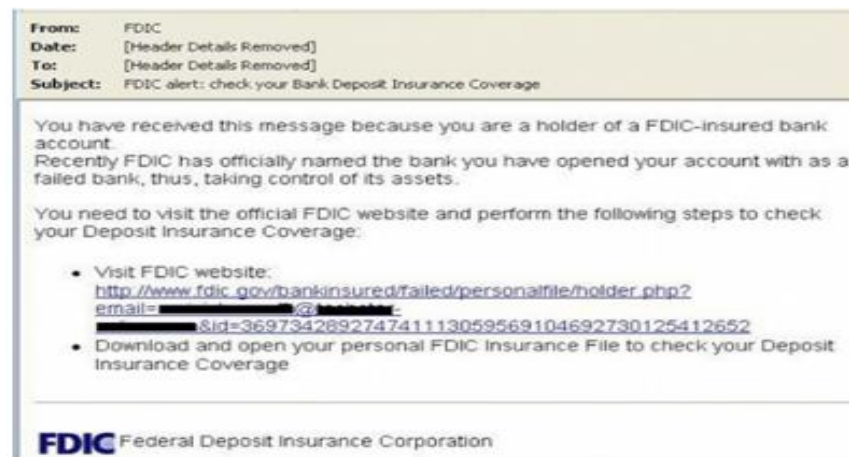 From: FDIC
Date: [Header Details Removed]
To: [Header Details Removed]
Subject: FDIC alert: check your Bank Deposit Insurance Coverage
You have received this message because you are a holder of a FDIC-insured bank
account.
Recently FDIC has officially named the bank you have opened your account with as a
failed bank, thus, taking control of its assets.
You need to visit the official FDIC website and perform the following steps to check
your Deposit Insurance Coverage:
• Visit FDIC website:
http://www.fdic.gov/bankinsured/failed/personalfile/holder.php?
email=@-
&id=36973428927474111305956910469273012541​2652
• Download and open your personal FDIC Insurance File to check your Deposit
Insurance Coverage
FDIC Federal Deposit Insurance Corporation